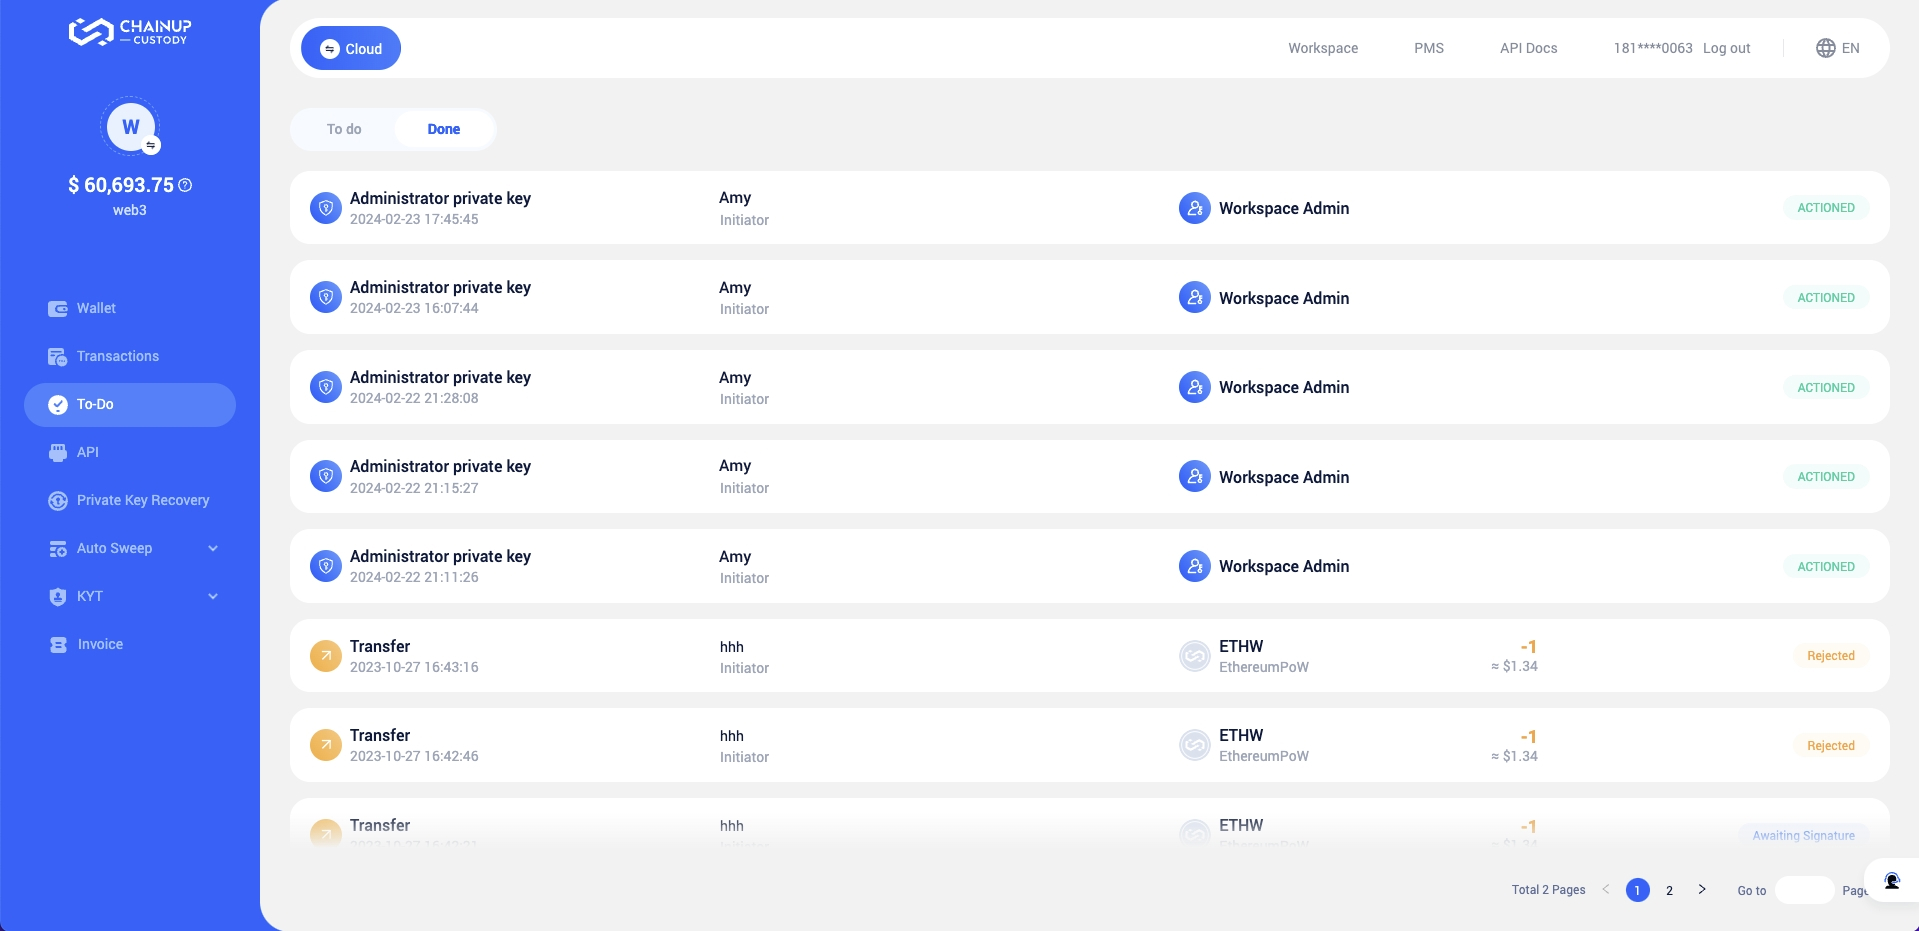 CHAINUP
CUSTODY
W
$ 60,693.75
web3
Wallet
Transactions
To-Do
API
Private Key Recovery
Auto Sweep
KYT
Invoice
Cloud
Workspace
PMS
API Docs
181****0063
Log out
EN
To do
Done
Administrator private key
2024-02-23 17:45:45
Amy
Initiator
Workspace Admin
ACTIONED
Administrator private key
2024-02-23 16:07:44
Amy
Initiator
Workspace Admin
ACTIONED
Administrator private key
2024-02-22 21:28:08
Amy
Initiator
Workspace Admin
ACTIONED
Administrator private key
2024-02-22 21:15:27
Amy
Initiator
Workspace Admin
ACTIONED
Administrator private key
2024-02-22 21:11:26
Amy
Initiator
Workspace Admin
ACTIONED
Transfer
2023-10-27 16:43:16
hhh
Initiator
ETHW
EthereumPoW
-1
≈ $1.34
Rejected
Transfer
2023-10-27 16:42:46
hhh
Initiator
ETHW
EthereumPoW
-1
≈ $1.34
Rejected
Transfer
hhh
ETHW
EthereumPoW
-1
≈ $1.34
Awaiting Signature
Total 2 Pages
1
2
Go to
Page